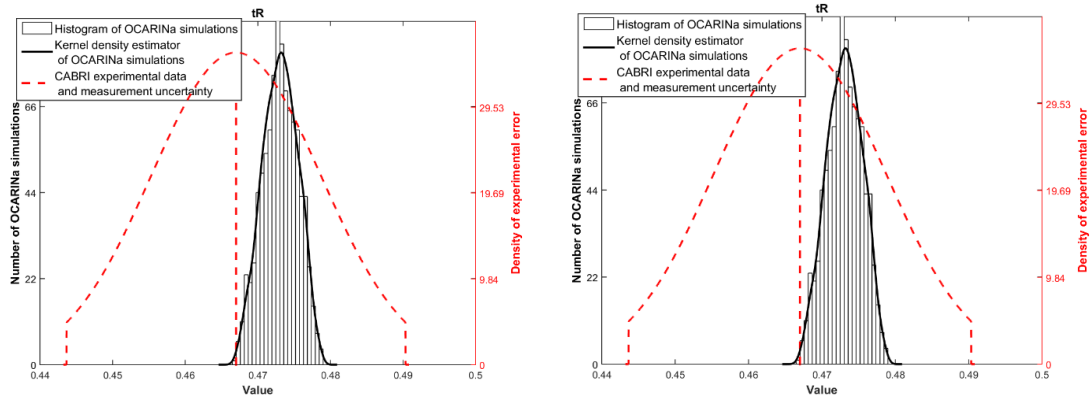 tR
Histogram of OCARINa simulations
Kernel density estimator
of OCARINa simulations
CABRI experimental data
and measurement uncertainty
Number of OCARINa simulations
66
44
22
0
0.44
0.45
0.46
0.47
0.48
0.49
0.5
Value
29.53
19.69
9.84
0
Density of experimental error
tR
Histogram of OCARINa simulations
Kernel density estimator
of OCARINa simulations
CABRI experimental data
and measurement uncertainty
Number of OCARINa simulations
66
44
22
0
0.44
0.45
0.46
0.47
0.48
0.49
0.5
Value
29.53
19.69
9.84
0
Density of experimental error